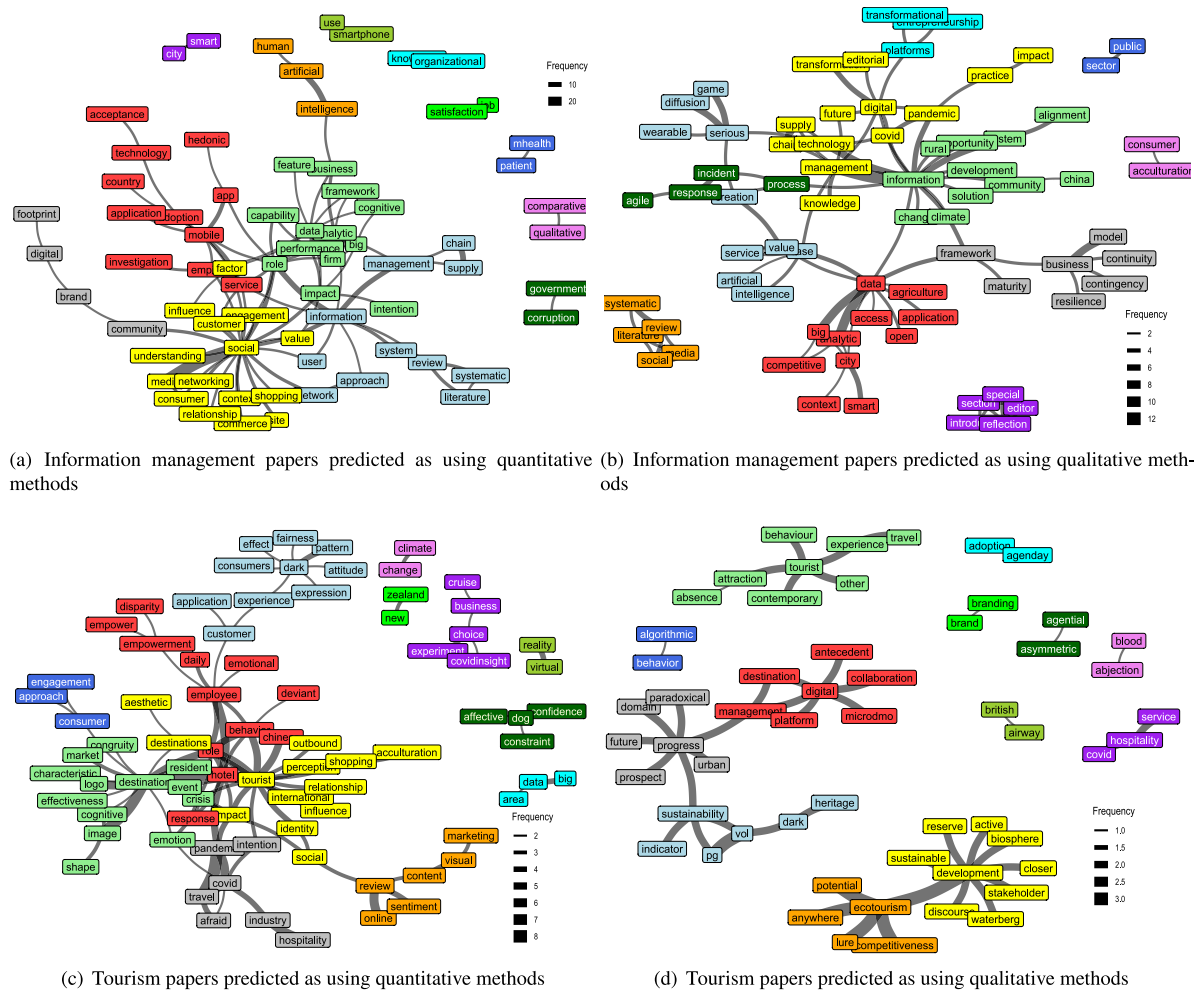 use
smartphone
smart
city
human
artificial
intelligence
organizational
satisfaction
Frequency
10
20
acceptance
hedonic
technology
country
app
application
mobile
investigation
factor
service
footprint
digital
brand
community
feature
framework
cognitive
capability
data
performance
big
role
firm
impact
intention
management
chain
supply
information
mhealth
patient
comparative
qualitative
government
corruption
influence
customer
social
value
understanding
user
system
review
systematic
literature
approach
networking
consumer
shopping
relationship
commerce
(a) Information management papers predicted as using quantitative
methods
transformational
platforms
editorial
impact
practice
public
sector
game
diffusion
wearable
serious
digital
future
pandemic
supply
covid
technology
management
rural
alignment
consumer
incident
response
agile
process
knowledge
information
development
community
china
solution
climate
service
value
artificial
intelligence
framework
maturity
business
model
continuity
contingency
resilience
data
agriculture
access
application
open
big
city
competitive
context
smart
systematic
review
literature
social
special
editor
reflection
Frequency
2
4
6
8
10
12
(b) Information management papers predicted as using qualitative meth-
ods
effect
fairness
pattern
consumers
dark
attitude
expression
application
experience
customer
climate
change
zealand
new
cruise
business
choice
experiment
covidinsight
reality
virtual
disparity
empower
empowerment
daily
emotional
employee
deviant
engagement
approach
consumer
aesthetic
affective
dog
confidence
constraint
congruity
market
destinations
characteristic
logo
effectiveness
cognitive
image
shape
resident
hotel
event
crisis
response
emotion
tourist
outbound
shopping
acculturation
relationship
international
influence
identity
social
intention
covid
travel
afraid
industry
hospitality
data
big
area
marketing
visual
content
review
sentiment
online
Frequency
2
3
4
5
6
7
8
(c) Tourism papers predicted as using quantitative methods
behaviour
experience
travel
tourist
attraction
other
absence
contemporary
adoption
agenday
branding
brand
agential
asymmetric
blood
abjection
algorithmic
behavior
antecedent
destination
digital
collaboration
management
platform
microdmo
paradoxical
domain
future
progress
urban
prospect
british
airway
service
hospitality
covid
sustainability
vol
dark
heritage
indicator
pg
reserve
active
biosphere
sustainable
development
closer
stakeholder
waterberg
potential
ecotourism
anywhere
lure
competitiveness
Frequency
1.0
1.5
2.0
2.5
3.0
(d) Tourism papers predicted as using qualitative methods